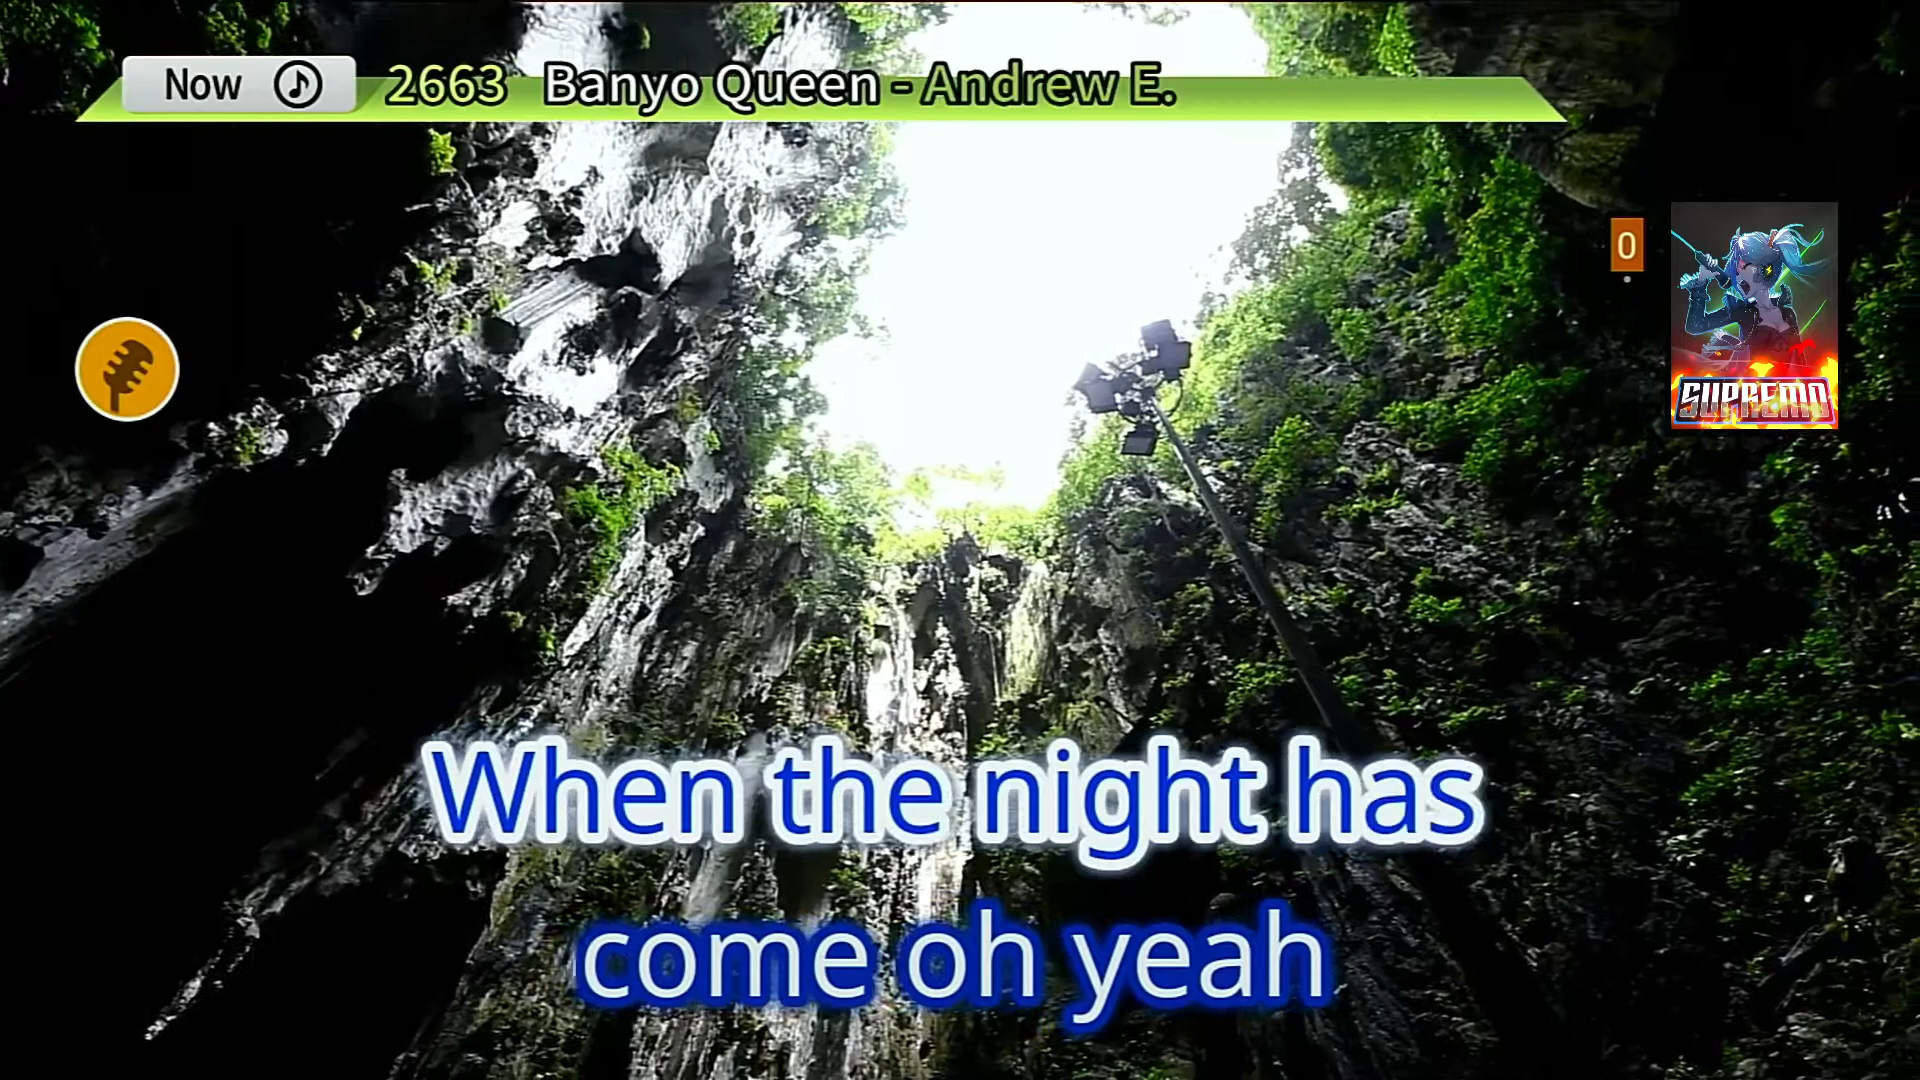 Now 2663 Banyo Queen - Andrew E.
0
SUPREMO
When the night has
come oh yeah